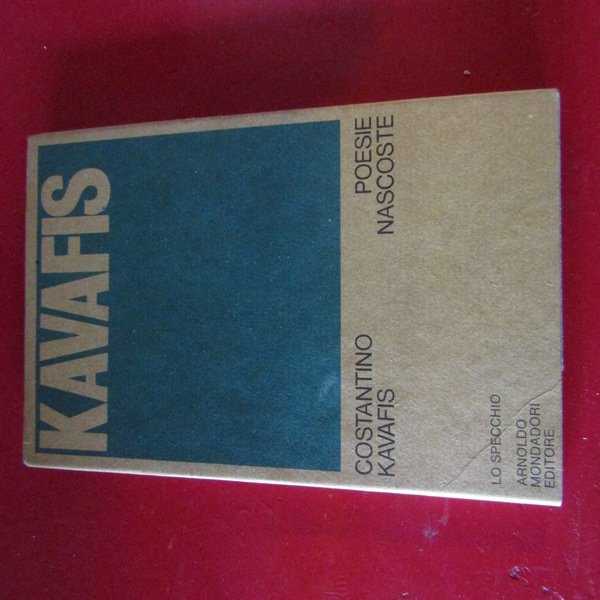 KAVAFIS
COSTANTINO
KAVAFIS
POESIE
NASCOSTE
LO SPECCHIO
ARNOLDO
MONDADORI
EDITORE